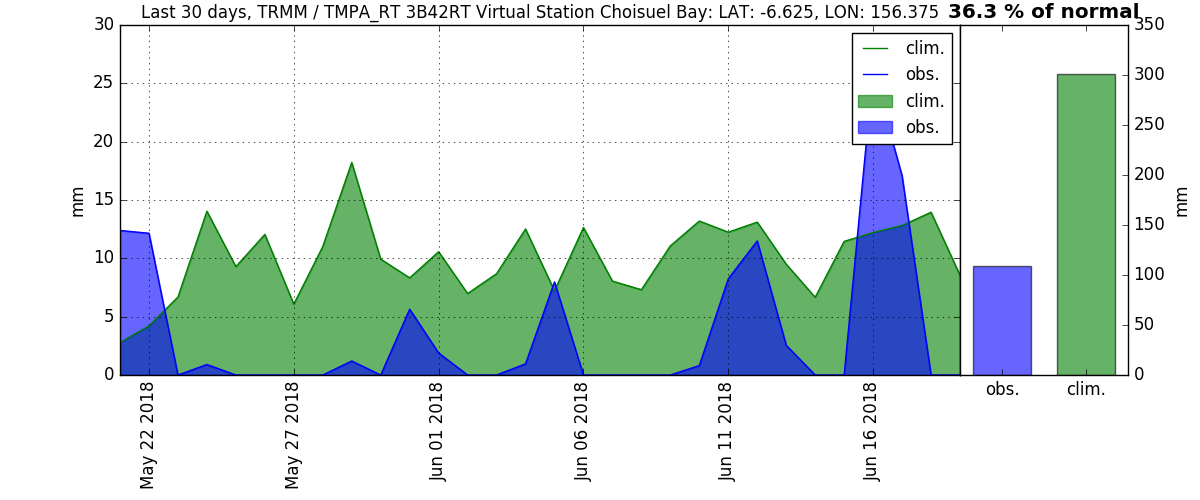 Last 30 days, TRMM / TMPA_RT 3B42RT Virtual Station Choisuel Bay: LAT: -6.625, LON: 156.375
36.3 % of normal
30
25
20
15
10
5
0
mm
clim.
obs.
clim.
obs.
May 22 2018
May 27 2018
Jun 01 2018
Jun 06 2018
Jun 11 2018
Jun 16 2018
350
300
250
200
150
100
50
0
mm
obs.
clim.